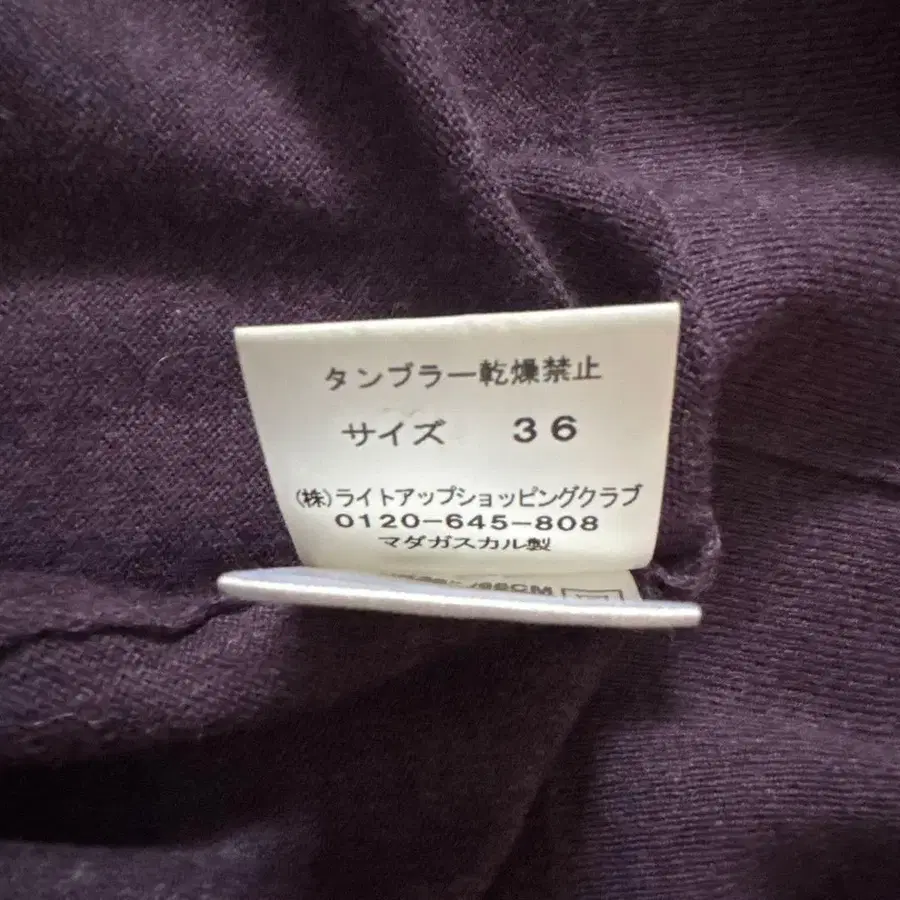 タンブラー乾燥禁止
サイズ 36
(株)ライトアップショッピングクラブ
0120-645-808
マダガスカル製